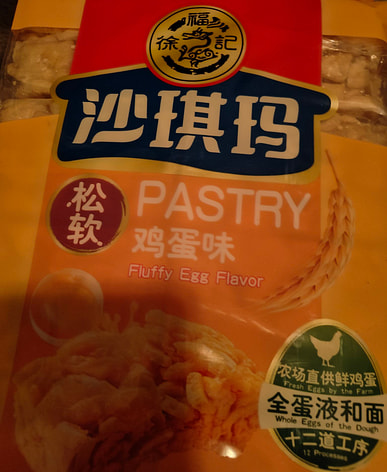 福
徐記
沙琪玛
松软
PASTRY
鸡蛋味
Fluffy Egg Flavor
农场直供鲜鸡蛋
Fresh Eggs by the Farm
全蛋液和面
Whole Eggs of the Dough
十二道工序
12 Processes